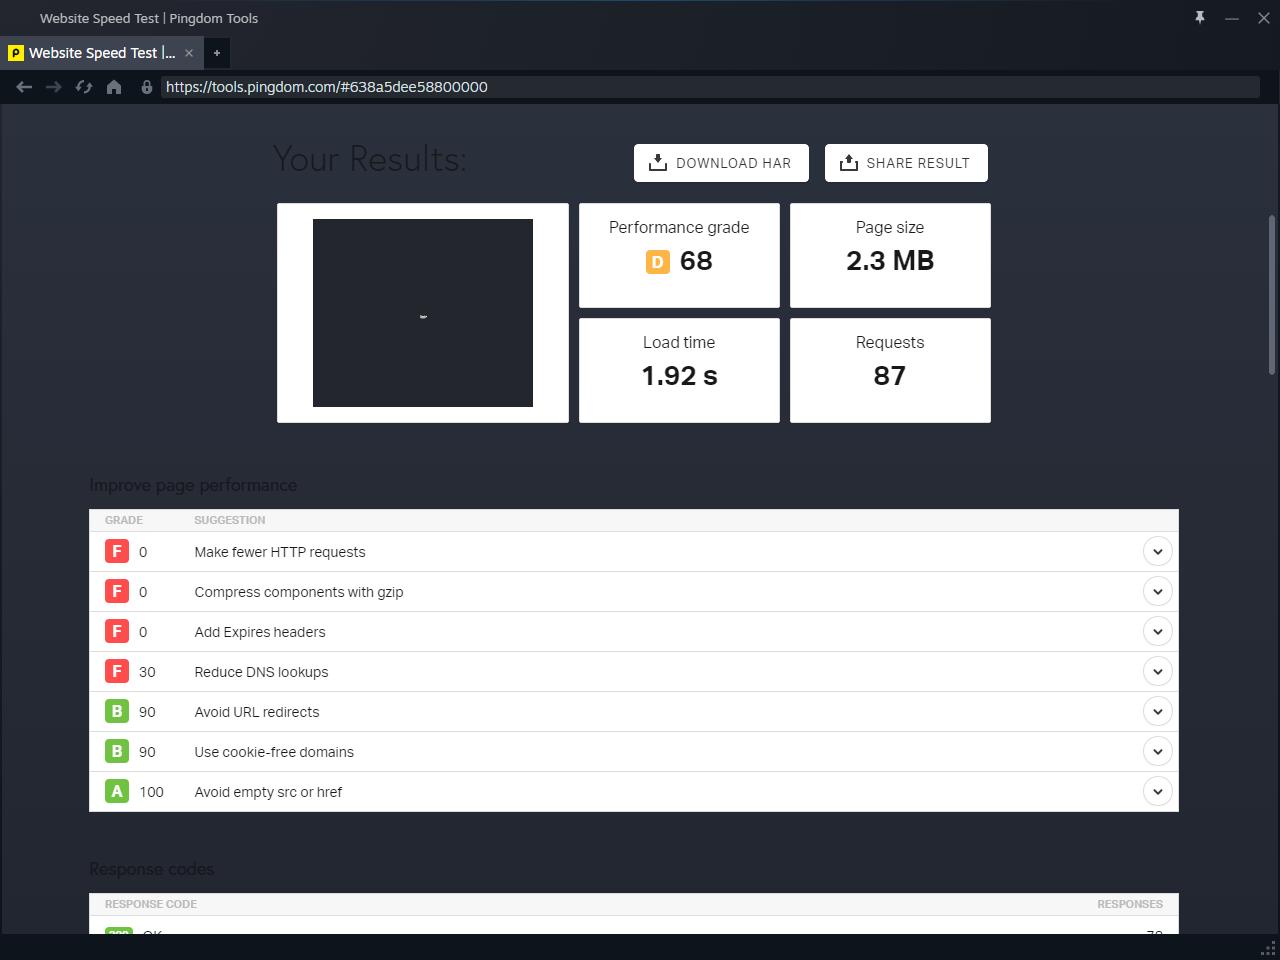 Website Speed Test | Pingdom Tools
Website Speed Test |...
https://tools.pingdom.com/#638a5dee58800000
Your Results:
DOWNLOAD HAR
SHARE RESULT
Performance grade
D 68
Page size
2.3 MB
Load time
1.92 s
Requests
87
Improve page performance
GRADE SUGGESTION
F 0 Make fewer HTTP requests
F 0 Compress components with gzip
F 0 Add Expires headers
F 30 Reduce DNS lookups
B 90 Avoid URL redirects
B 90 Use cookie-free domains
A 100 Avoid empty src or href
Response codes
RESPONSE CODE RESPONSES